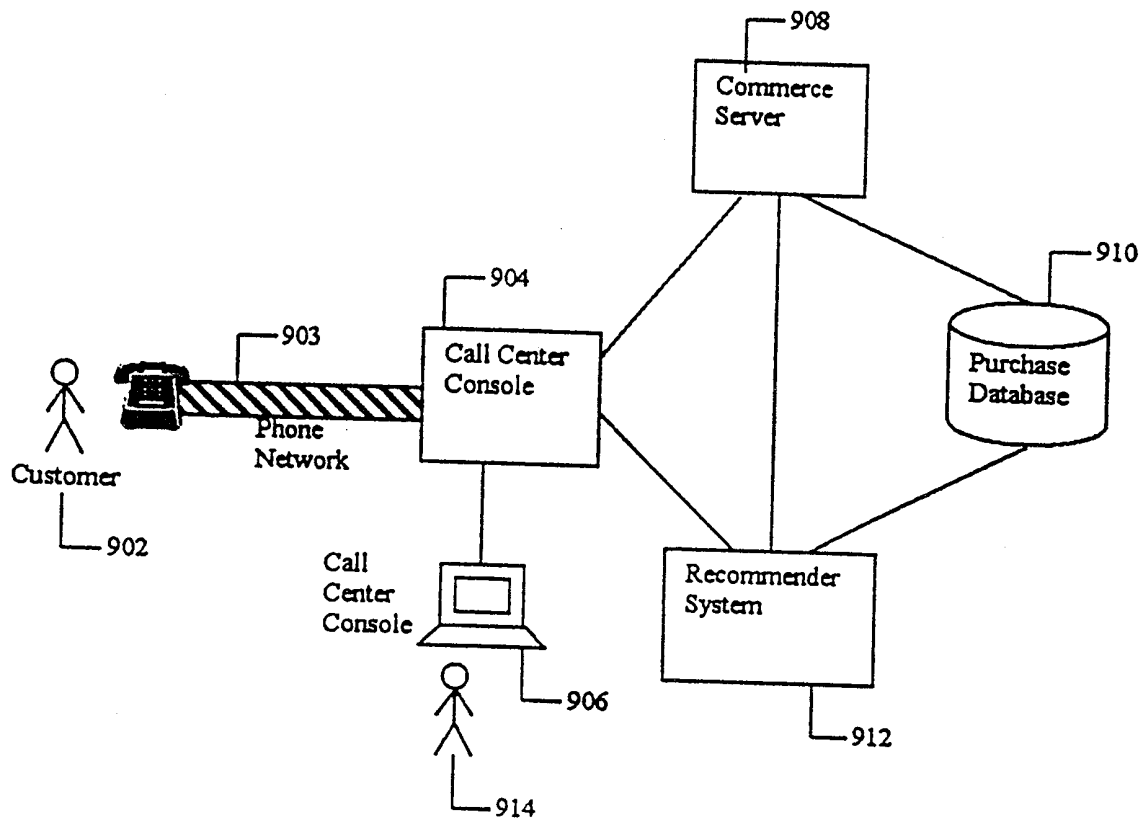 908
Commerce
Server
910
904
903
Call Center
Console
Purchase
Database
Phone
Network
Customer
902
Call
Center
Console
Recommender
System
906
912
914